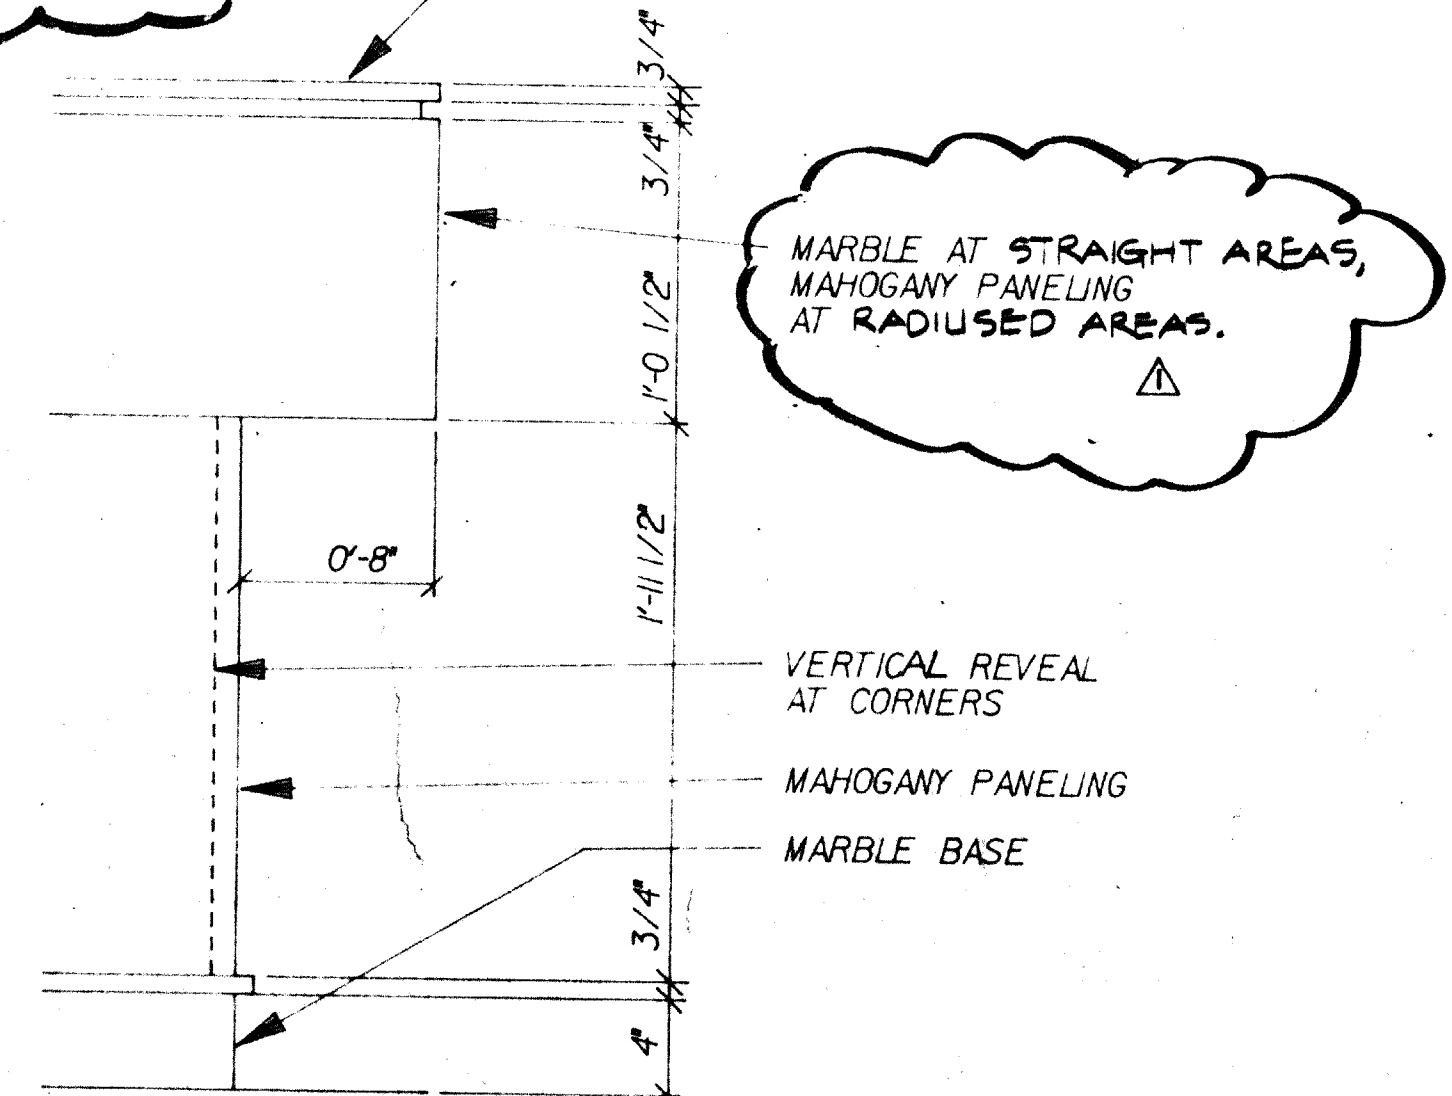 3/4"
3/4"
MARBLE AT STRAIGHT AREAS,
MAHOGANY PANELING
AT RADIUSED AREAS.
1
1'-0 1/2"
0'-8"
1'-11 1/2"
VERTICAL REVEAL
AT CORNERS
MAHOGANY PANELING
MARBLE BASE
3/4"
4"